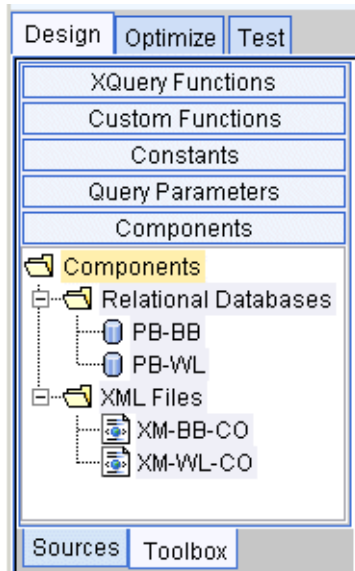 Design Optimize Test
XQuery Functions
Custom Functions
Constants
Query Parameters
Components
Components
Relational Databases
PB-BB
PB-WL
XML Files
XM-BB-CO
XM-WL-CO
Sources Toolbox